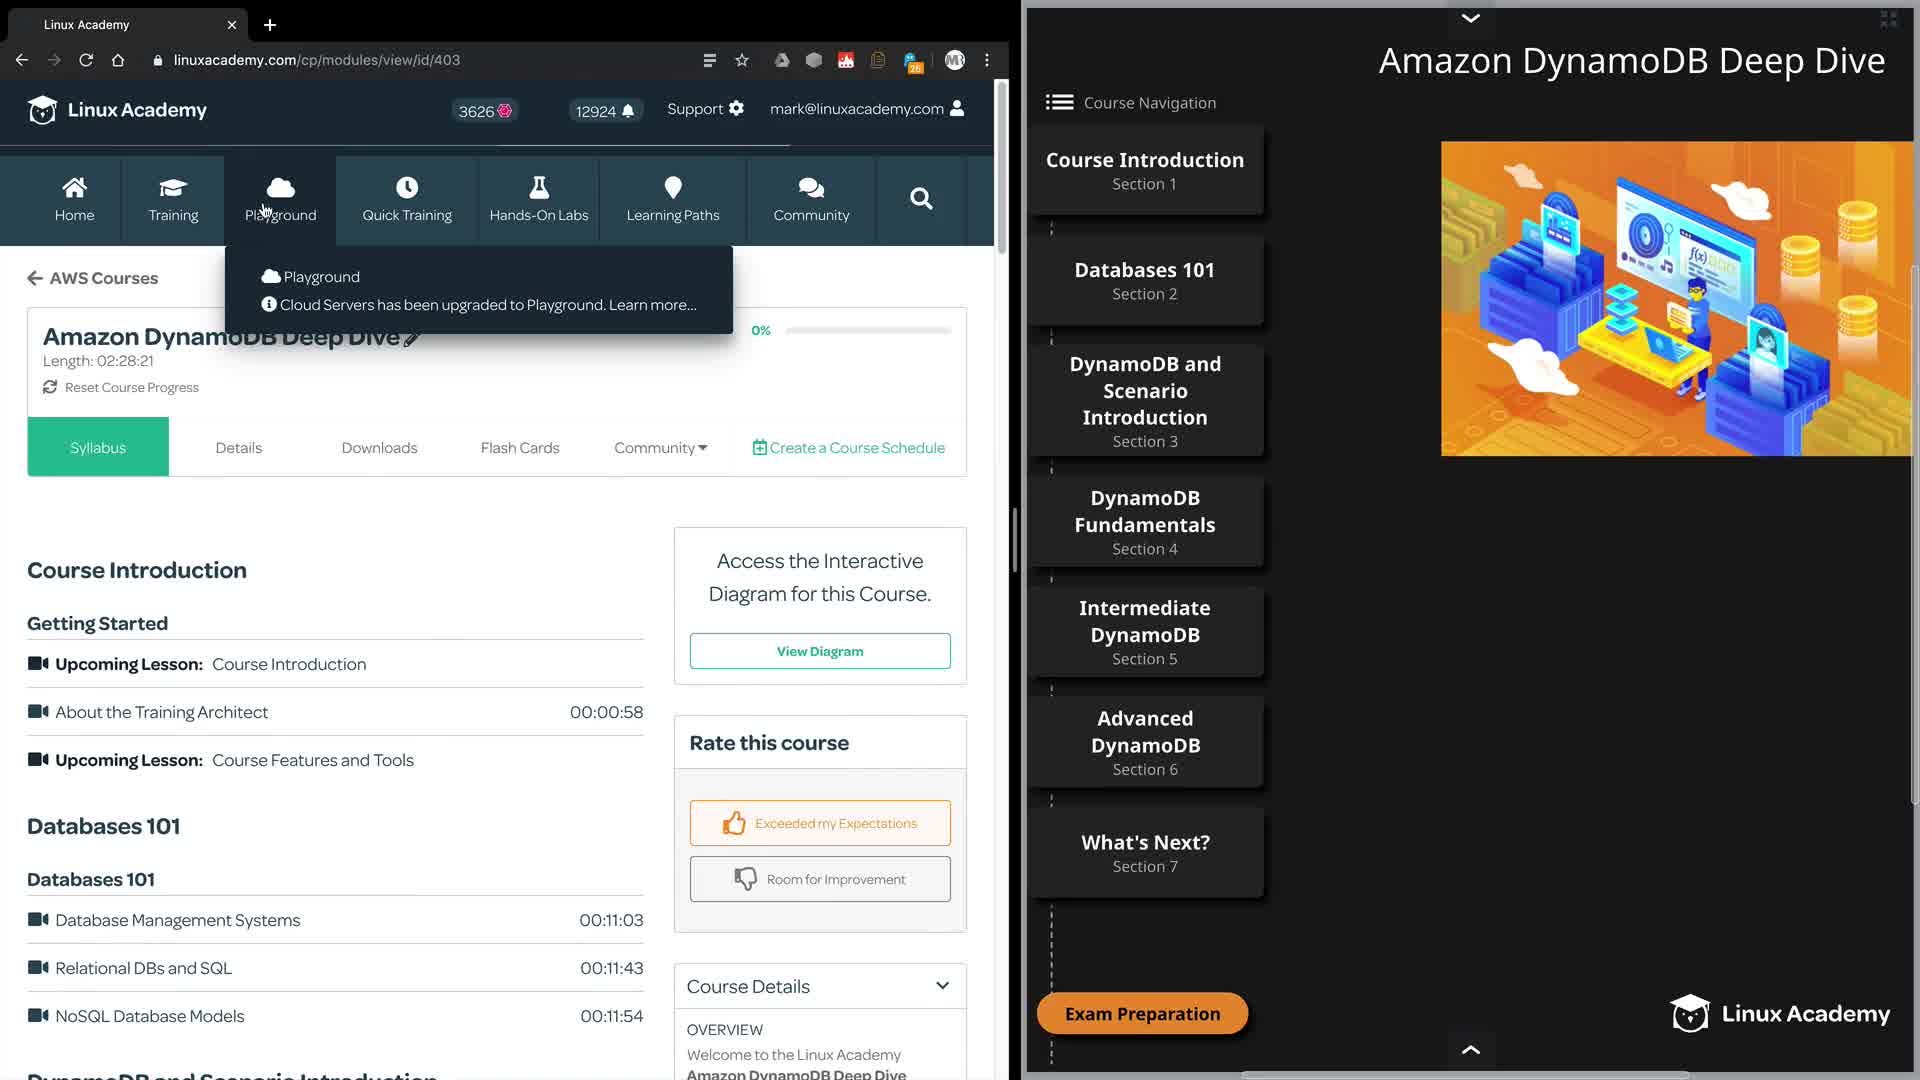 Linux Academy
linuxacademy.com/cp/modules/view/id/403
26
MR
Linux Academy
3626
12924
Support
mark@linuxacademy.com
Home
Training
Playground
Quick Training
Hands-On Labs
Learning Paths
Community
Playground
Cloud Servers has been upgraded to Playground. Learn more...
AWS Courses
Amazon DynamoDB Deep Dive
Length: 02:28:21
Reset Course Progress
0%
Syllabus
Details
Downloads
Flash Cards
Community
Create a Course Schedule
Course Introduction
Getting Started
Upcoming Lesson: Course Introduction
About the Training Architect 00:00:58
Upcoming Lesson: Course Features and Tools
Databases 101
Databases 101
Database Management Systems 00:11:03
Relational DBs and SQL 00:11:43
NoSQL Database Models 00:11:54
DynamoDB and Scenario Introduction
Access the Interactive
Diagram for this Course.
View Diagram
Rate this course
Exceeded my Expectations
Room for Improvement
Course Details
OVERVIEW
Welcome to the Linux Academy
Amazon DynamoDB Deep Dive
Amazon DynamoDB Deep Dive
Course Navigation
Course Introduction
Section 1
Databases 101
Section 2
DynamoDB and
Scenario
Introduction
Section 3
DynamoDB
Fundamentals
Section 4
Intermediate
DynamoDB
Section 5
Advanced
DynamoDB
Section 6
What's Next?
Section 7
Exam Preparation
f(x)
Linux Academy